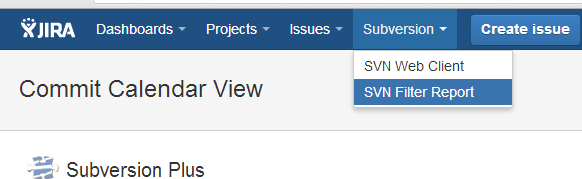 JIRA Dashboards Projects Issues Subversion Create issue
SVN Web Client
SVN Filter Report
Commit Calendar View
Subversion Plus